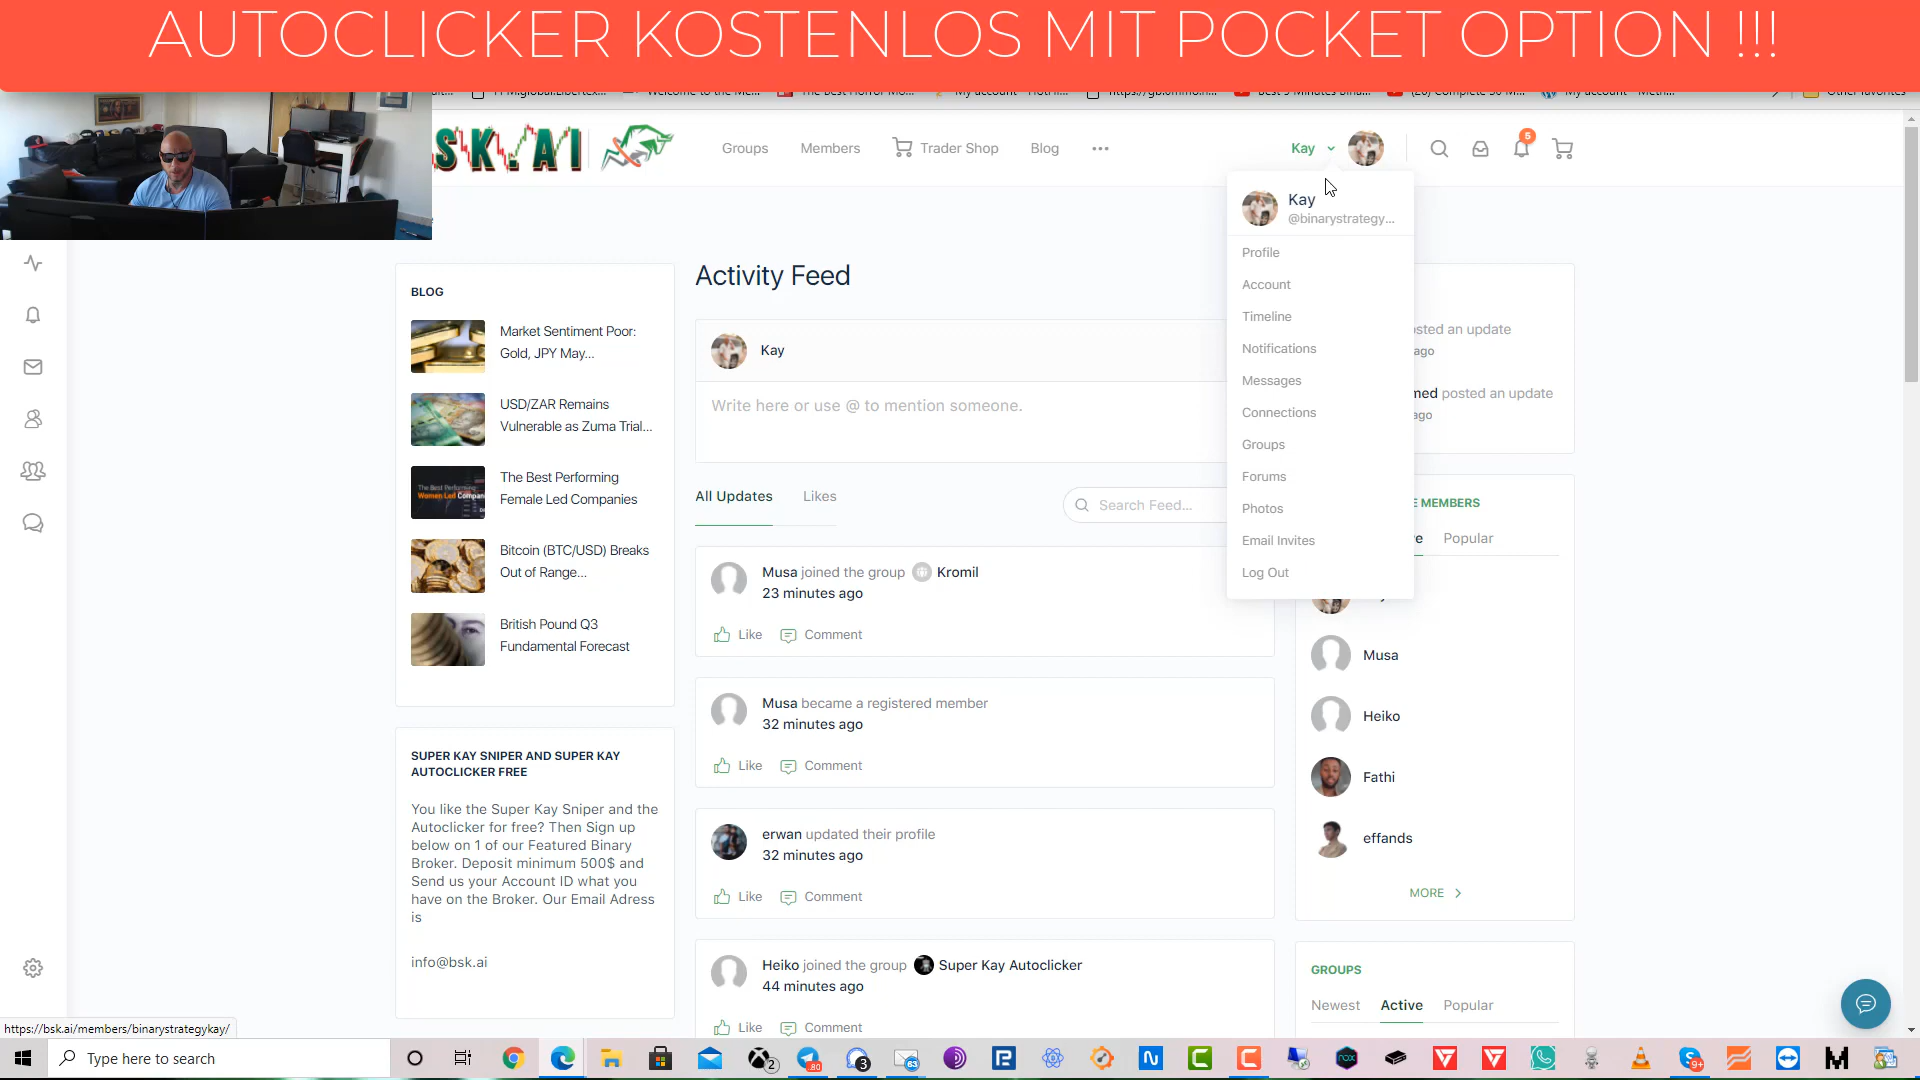 AUTOCLICKER KOSTENLOS MIT POCKET OPTION !!!
SK.AI
Groups
Members
Trader Shop
Blog
Kay
5
Kay
@binarystrategy...
Profile
Account
Timeline
Notifications
Messages
Connections
Groups
Forums
Photos
Email Invites
Log Out
BLOG
Market Sentiment Poor:
Gold, JPY May...
USD/ZAR Remains
Vulnerable as Zuma Trial...
The Best Performing
Female Led Companies
Bitcoin (BTC/USD) Breaks
Out of Range...
British Pound Q3
Fundamental Forecast
SUPER KAY SNIPER AND SUPER KAY
AUTOCLICKER FREE
You like the Super Kay Sniper and the
Autoclicker for free? Then Sign up
below on 1 of our Featured Binary
Broker. Deposit minimum 500$ and
Send us your Account ID what you
have on the Broker. Our Email Adress
is
info@bsk.ai
Activity Feed
Kay
Write here or use @ to mention someone.
All Updates
Likes
Search Feed...
Musa joined the group Kromil
23 minutes ago
Like Comment
Musa became a registered member
32 minutes ago
Like Comment
erwan updated their profile
32 minutes ago
Like Comment
Heiko joined the group Super Kay Autoclicker
44 minutes ago
Like Comment
posted an update
ago
med posted an update
ago
E MEMBERS
e Popular
Musa
Heiko
Fathi
effands
MORE
GROUPS
Newest Active Popular
https://bsk.ai/members/binarystrategykay/
Type here to search